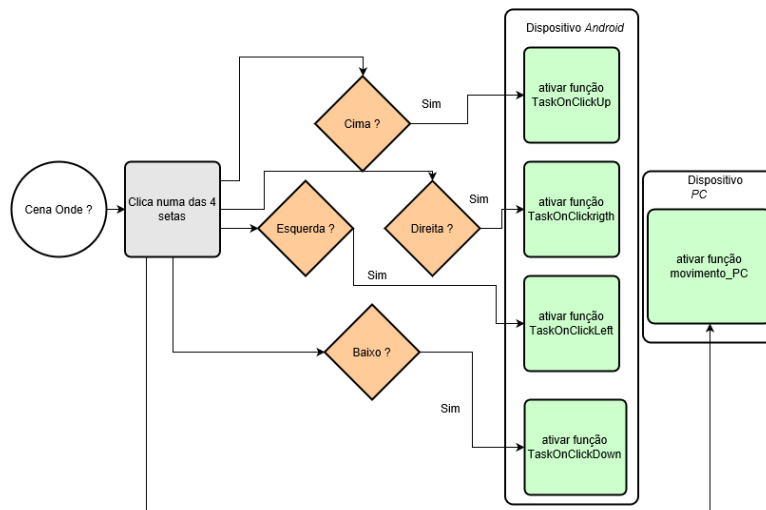 Dispositivo Android
ativar função
TaskOnClickUp
Sim
Cima ?
Cena Onde ?
Clica numa das 4
setas
Esquerda ?
Direita ?
Sim
ativar função
TaskOnClickrigth
Dispositivo
PC
ativar função
movimento_PC
Sim
ativar função
TaskOnClickLeft
Baixo ?
Sim
ativar função
TaskOnClickDown